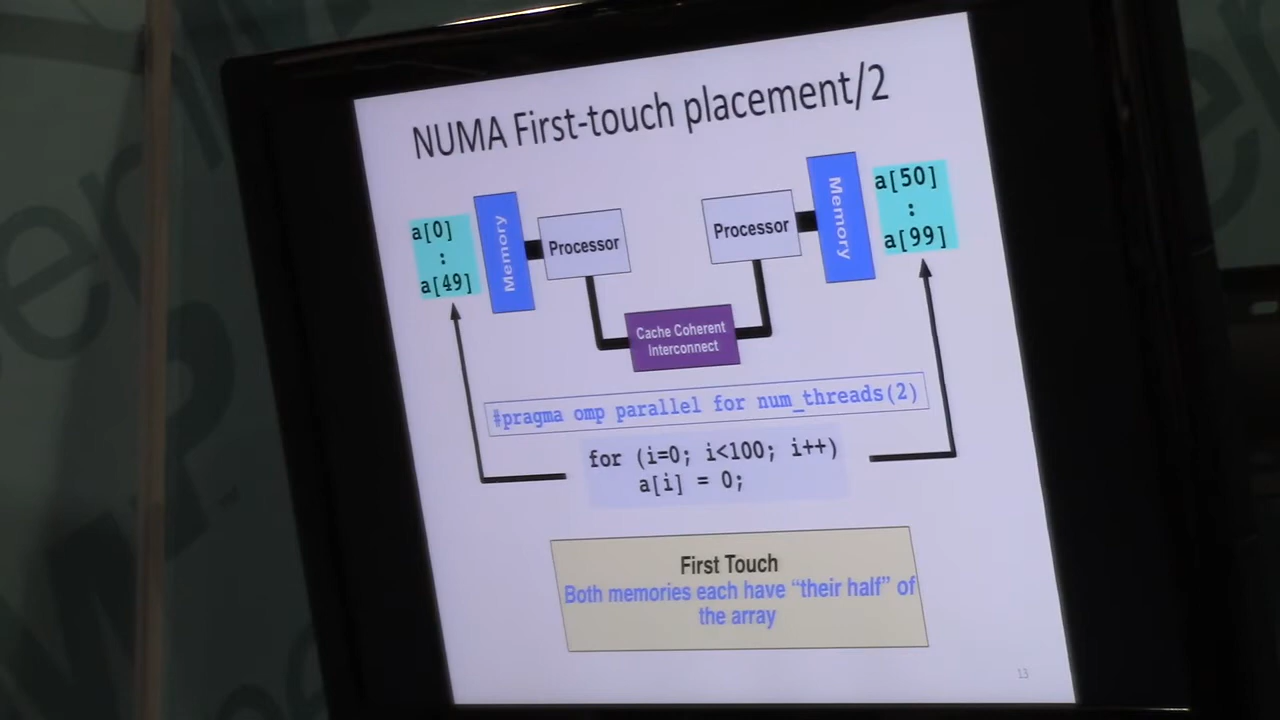 NUMA First-touch placement/2
a[0]
:
a[49]
Memory
Processor
Processor
Memory
a[50]
:
a[99]
Cache Coherent
Interconnect
#pragma omp parallel for num_threads(2)
for (i=0; i<100; i++)
a[i] = 0;
First Touch
Both memories each have “their half” of
the array
13